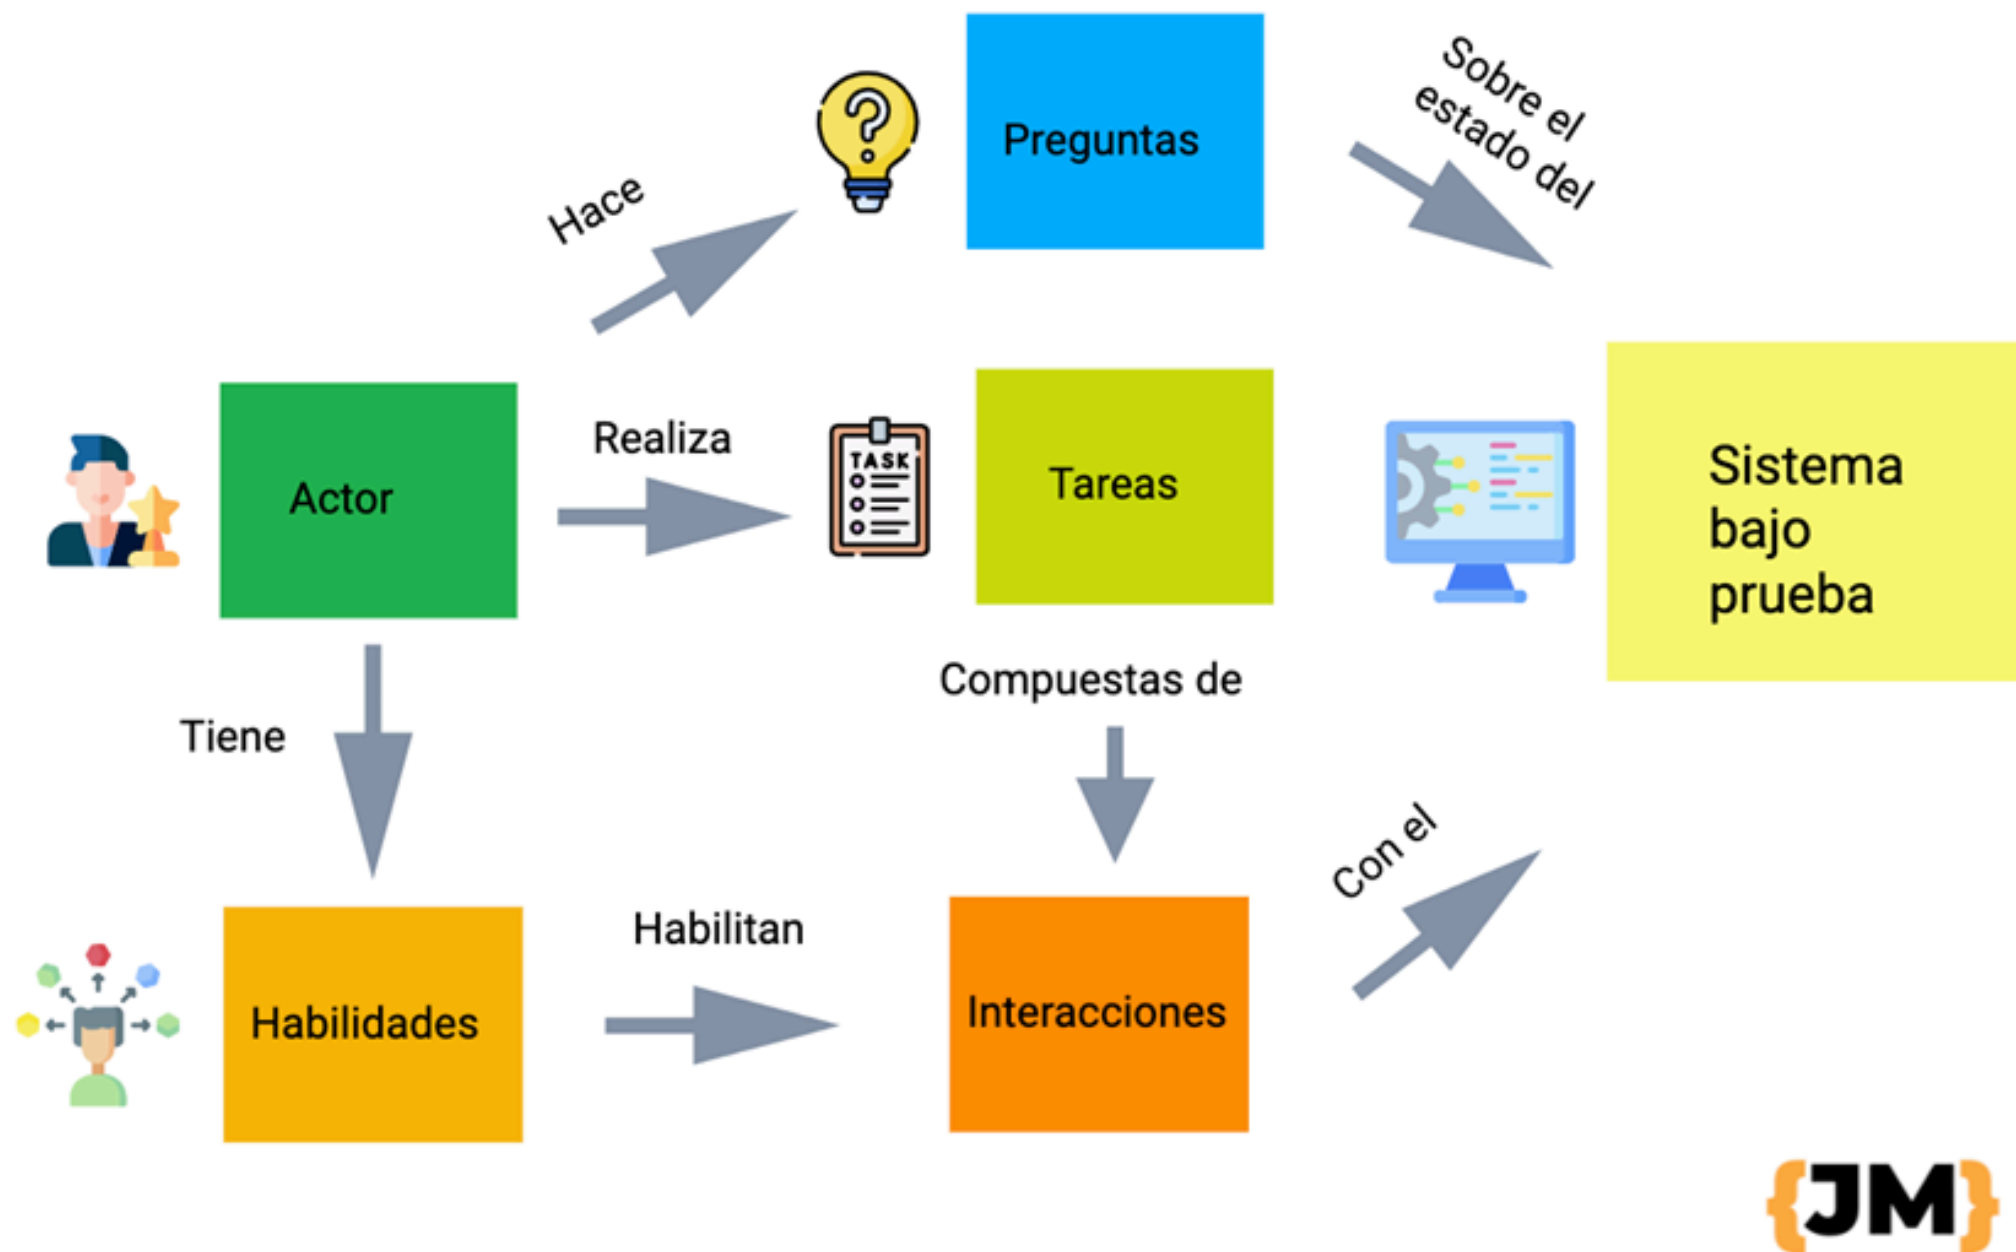 Preguntas
Sobre el
estado del
Hace
Actor
Realiza
TASK
Tareas
Sistema
bajo
prueba
Tiene
Compuestas de
Habilidades
Habilitan
Interacciones
Con el
{JM}